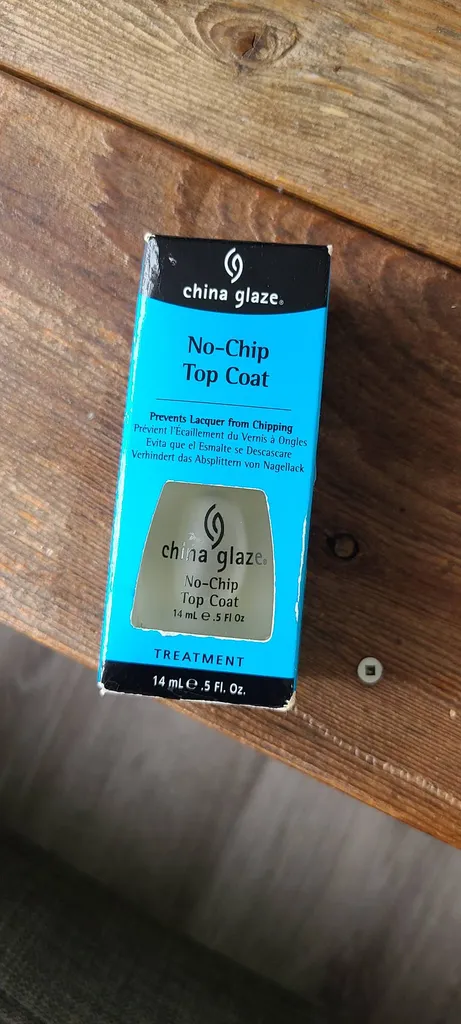 china glaze®
No-Chip
Top Coat
Prevents Lacquer from Chipping
Prévient l'Écaillement du Vernis à Ongles
Evita que el Esmalte se Descascare
Verhindert das Absplittern von Nagellack
china glaze®
No-Chip
Top Coat
14 mL ℮ .5 Fl Oz
TREATMENT
14 mL ℮ .5 Fl. Oz.